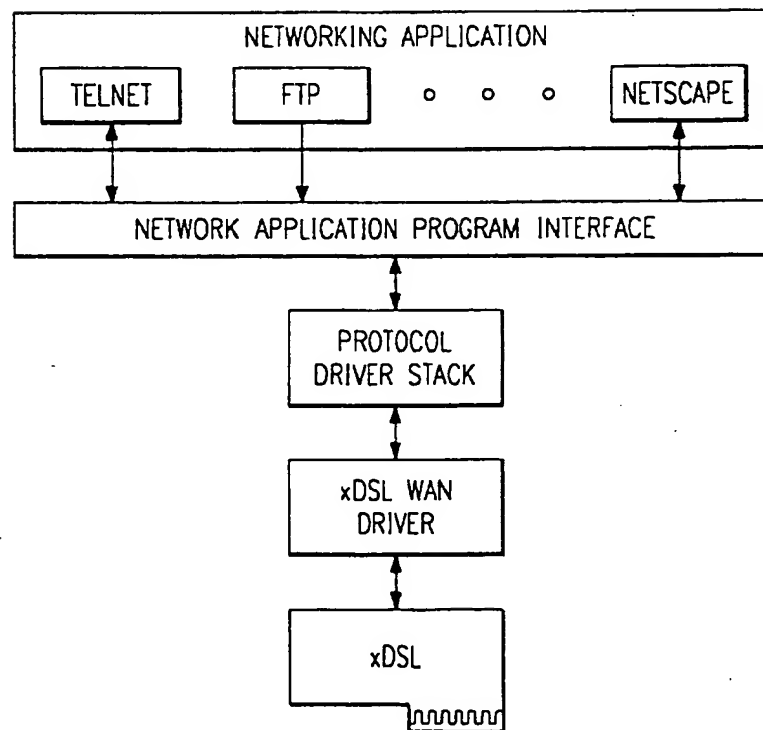 NETWORKING APPLICATION
TELNET
FTP
NETSCAPE
NETWORK APPLICATION PROGRAM INTERFACE
PROTOCOL
DRIVER STACK
xDSL WAN
DRIVER
xDSL